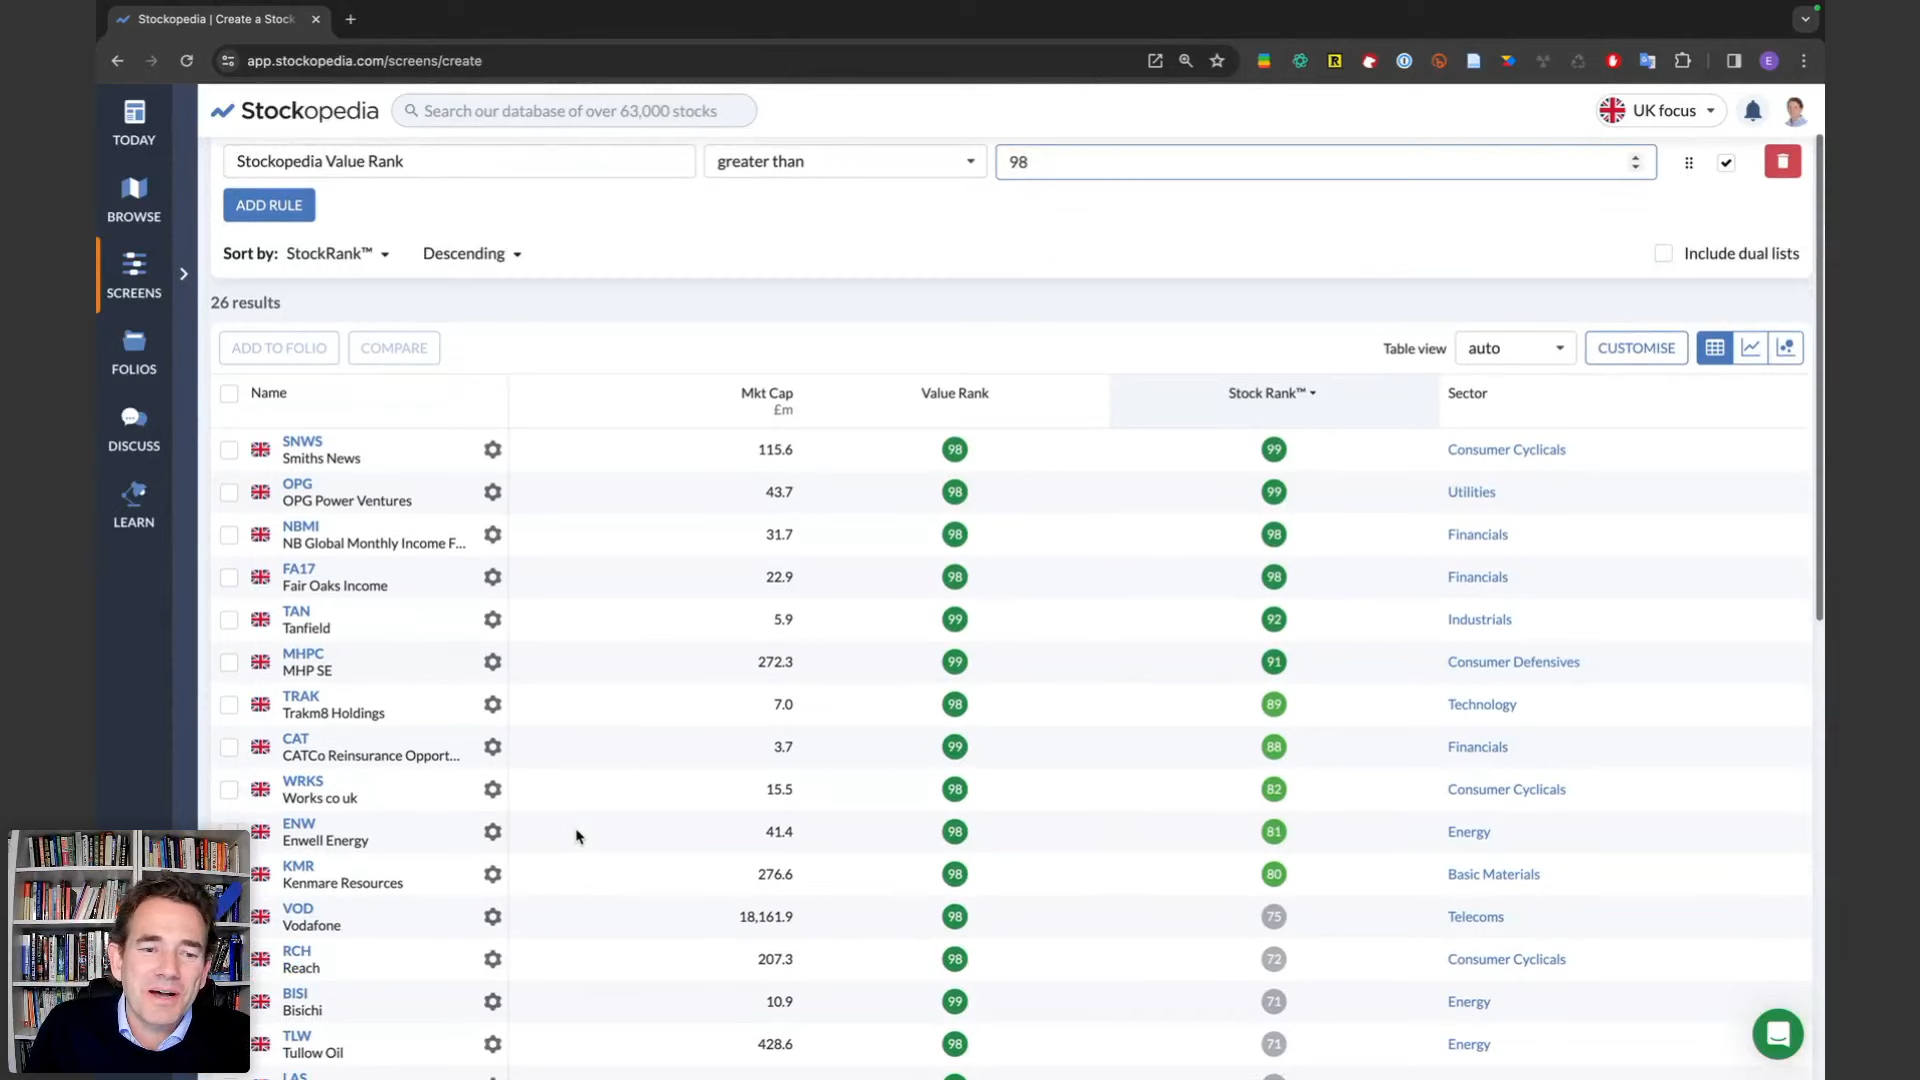 Stockopedia | Create a Stock
app.stockopedia.com/screens/create
Stockopedia
Search our database of over 63,000 stocks
UK focus
TODAY
BROWSE
SCREENS
FOLIOS
DISCUSS
LEARN
Stockopedia Value Rank
greater than
98
ADD RULE
Sort by: StockRank™
Descending
Include dual lists
26 results
ADD TO FOLIO
COMPARE
Table view
auto
CUSTOMISE
Name
Mkt Cap
£m
Value Rank
Stock Rank™
Sector
SNWS
Smiths News
115.6
98
99
Consumer Cyclicals
OPG
OPG Power Ventures
43.7
98
99
Utilities
NBMI
NB Global Monthly Income F...
31.7
98
98
Financials
FA17
Fair Oaks Income
22.9
98
98
Financials
TAN
Tanfield
5.9
99
92
Industrials
MHPC
MHP SE
272.3
99
91
Consumer Defensives
TRAK
Trakm8 Holdings
7.0
98
89
Technology
CAT
CATCo Reinsurance Opport...
3.7
99
88
Financials
WRKS
Works co uk
15.5
98
82
Consumer Cyclicals
ENW
Enwell Energy
41.4
98
81
Energy
KMR
Kenmare Resources
276.6
98
80
Basic Materials
VOD
Vodafone
18,161.9
98
75
Telecoms
RCH
Reach
207.3
98
72
Consumer Cyclicals
BISI
Bisichi
10.9
99
71
Energy
TLW
Tullow Oil
428.6
98
71
Energy
LAS